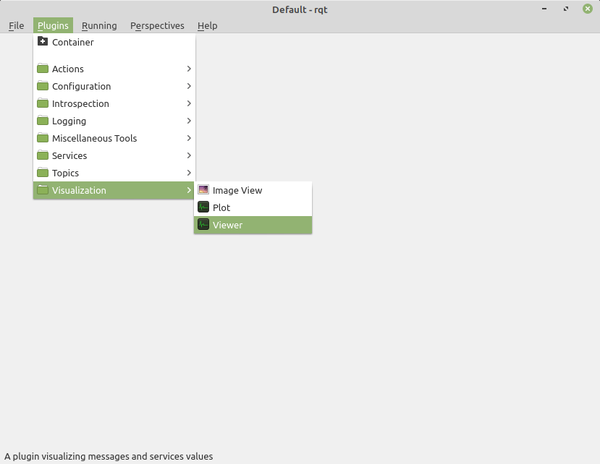 Default - rqt
File Plugins Running Perspectives Help
Container
Actions
Configuration
Introspection
Logging
Miscellaneous Tools
Services
Topics
Visualization
Image View
Plot
Viewer
A plugin visualizing messages and services values